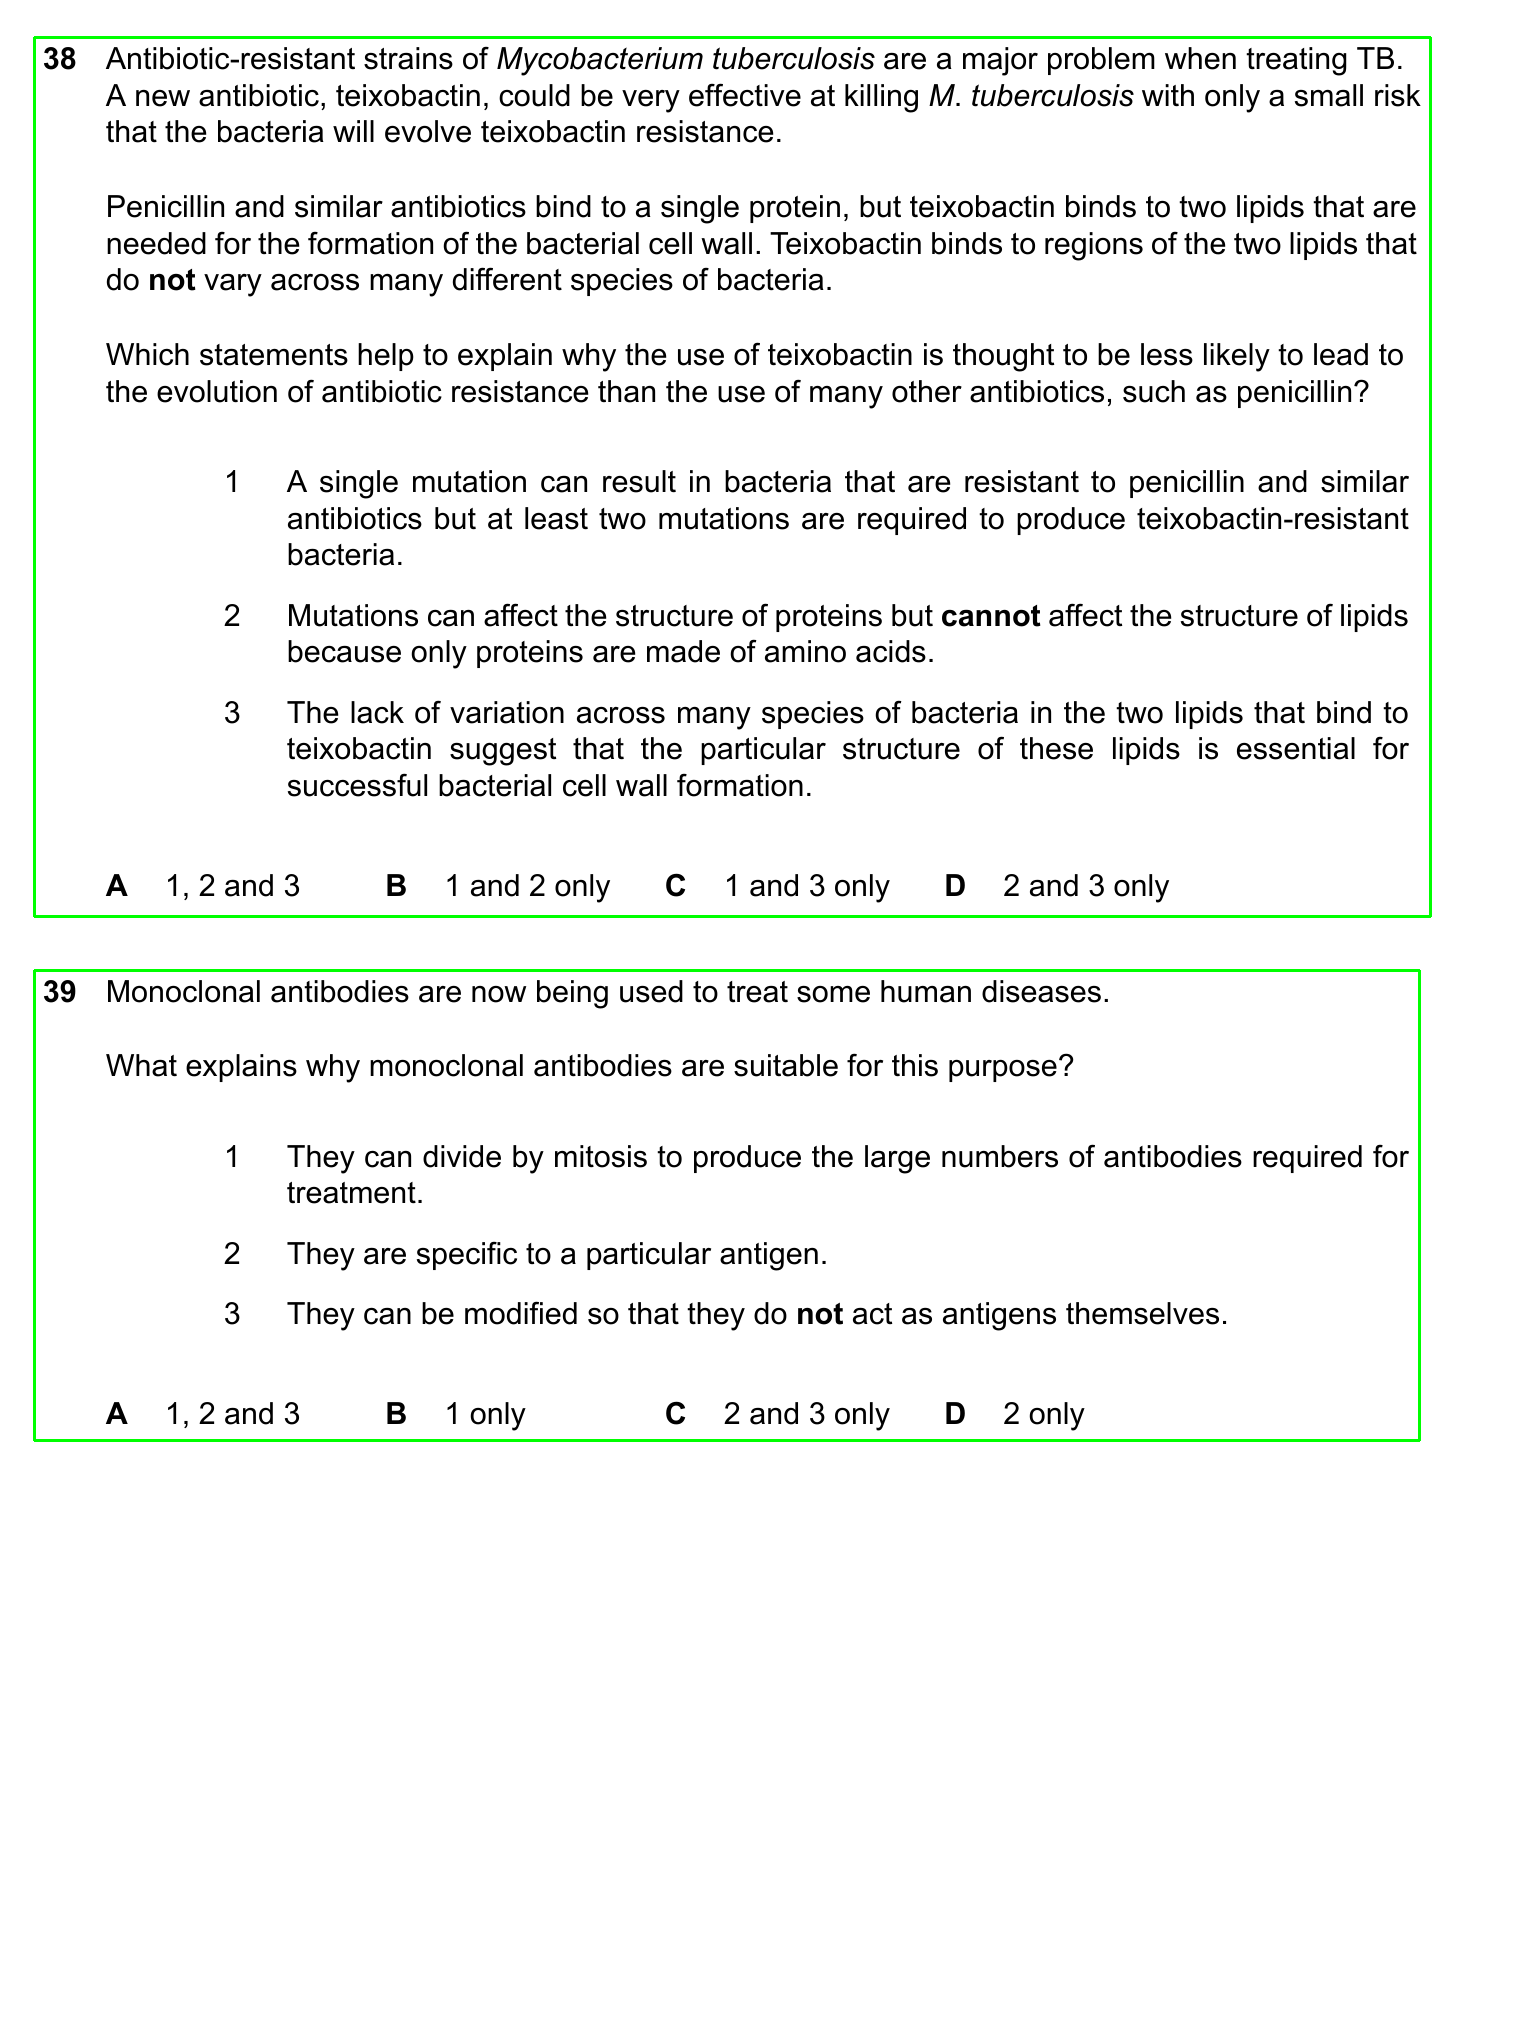 38 Antibiotic-resistant strains of Mycobacterium tuberculosis are a major problem when treating TB.
A new antibiotic, teixobactin, could be very effective at killing M. tuberculosis with only a small risk
that the bacteria will evolve teixobactin resistance.
Penicillin and similar antibiotics bind to a single protein, but teixobactin binds to two lipids that are
needed for the formation of the bacterial cell wall. Teixobactin binds to regions of the two lipids that
do not vary across many different species of bacteria.
Which statements help to explain why the use of teixobactin is thought to be less likely to lead to
the evolution of antibiotic resistance than the use of many other antibiotics, such as penicillin?
1 A single mutation can result in bacteria that are resistant to penicillin and similar
antibiotics but at least two mutations are required to produce teixobactin-resistant
bacteria.
2 Mutations can affect the structure of proteins but cannot affect the structure of lipids
because only proteins are made of amino acids.
3 The lack of variation across many species of bacteria in the two lipids that bind to
teixobactin suggest that the particular structure of these lipids is essential for
successful bacterial cell wall formation.
A 1, 2 and 3 B 1 and 2 only C 1 and 3 only D 2 and 3 only
39 Monoclonal antibodies are now being used to treat some human diseases.
What explains why monoclonal antibodies are suitable for this purpose?
1 They can divide by mitosis to produce the large numbers of antibodies required for
treatment.
2 They are specific to a particular antigen.
3 They can be modified so that they do not act as antigens themselves.
A 1, 2 and 3 B 1 only C 2 and 3 only D 2 only